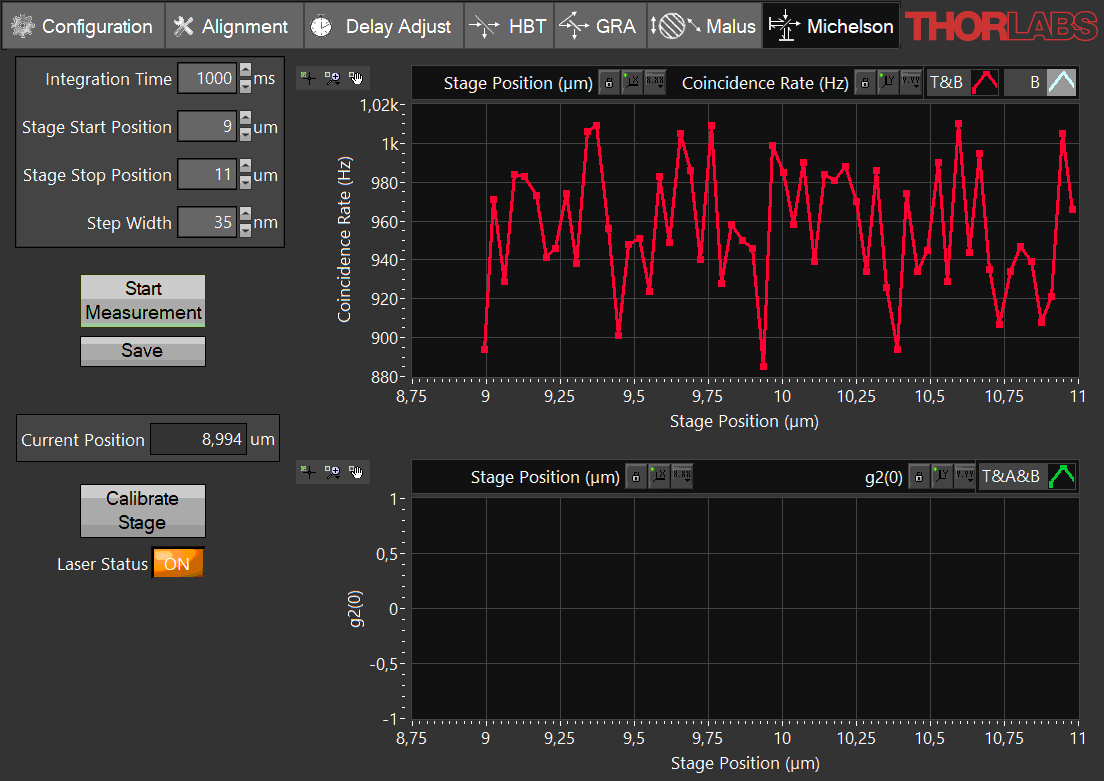 Configuration Alignment Delay Adjust HBT GRA Malus Michelson THORLABS
Integration Time 1000 ms
Stage Start Position 9 um
Stage Stop Position 11 um
Step Width 35 nm
Start
Measurement
Save
Current Position 8,994 um
Calibrate
Stage
Laser Status ON
Stage Position (µm) Coincidence Rate (Hz) T&B B
Coincidence Rate (Hz)
1,02k
1k
980
960
940
920
900
880
8,75 9 9,25 9,5 9,75 10 10,25 10,5 10,75 11
Stage Position (µm)
Stage Position (µm) g2(0) T&A&B
g2(0)
1
0,5
0
-0,5
-1
8,75 9 9,25 9,5 9,75 10 10,25 10,5 10,75 11
Stage Position (µm)